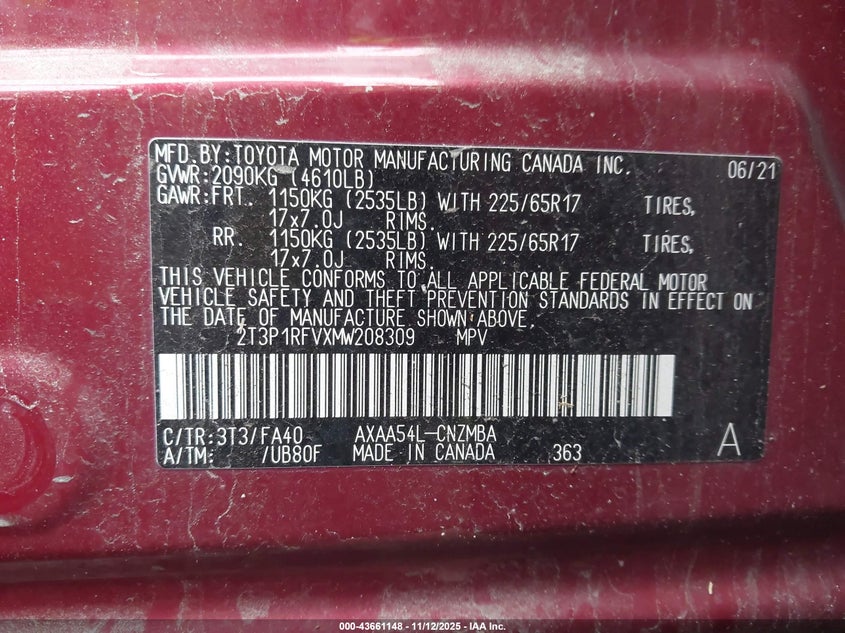 MFD.BY:TOYOTA MOTOR MANUFACTURING CANADA INC. 06/21
GVWR:2090KG (4610LB)
GAWR:FRT. 1150KG (2535LB) WITH 225/65R17 TIRES,
17x7.0J RIMS.
RR. 1150KG (2535LB) WITH 225/65R17 TIRES,
17x7.0J RIMS.
THIS VEHICLE CONFORMS TO ALL APPLICABLE FEDERAL MOTOR
VEHICLE SAFETY AND THEFT PREVENTION STANDARDS IN EFFECT ON
THE DATE OF MANUFACTURE SHOWN ABOVE.
2T3P1RFVXMW208309 MPV
C/TR:3T3/FA40 AXAA54L-CNZMBA
A/TM: /UB80F MADE IN CANADA 363 A
000-43661148 - 11/12/2025 - IAA Inc.